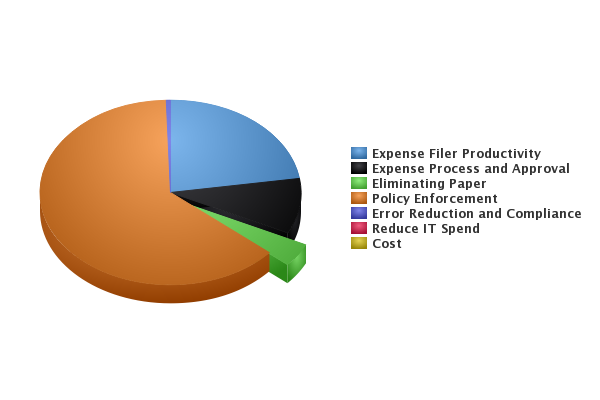 Expense Filer Productivity
Expense Process and Approval
Eliminating Paper
Policy Enforcement
Error Reduction and Compliance
Reduce IT Spend
Cost